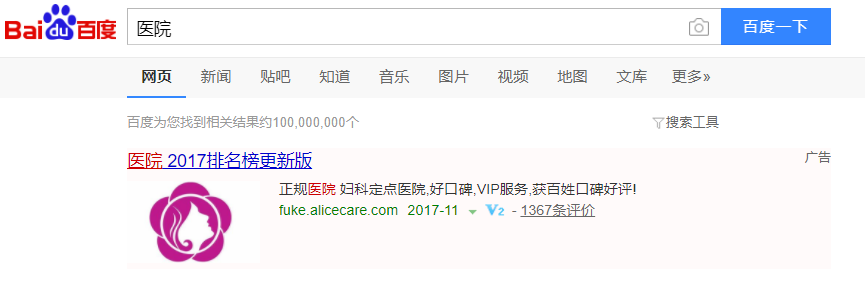 Bai du 百度 医院 百度一下
网页 新闻 贴吧 知道 音乐 图片 视频 地图 文库 更多»
百度为您找到相关结果约100,000,000个 搜索工具
医院 2017排名榜更新版 广告
正规医院 妇科定点医院,好口碑,VIP服务,获百姓口碑好评!
fuke.alicecare.com 2017-11 V2 - 1367条评价